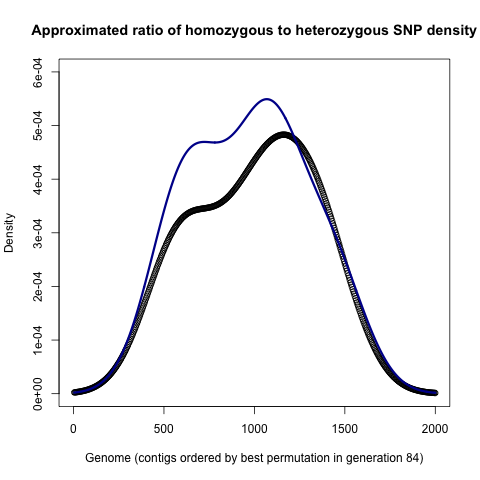 Approximated ratio of homozygous to heterozygous SNP density
Density
6e-04
5e-04
4e-04
3e-04
2e-04
1e-04
0e+00
0 500 1000 1500 2000
Genome (contigs ordered by best permutation in generation 84)